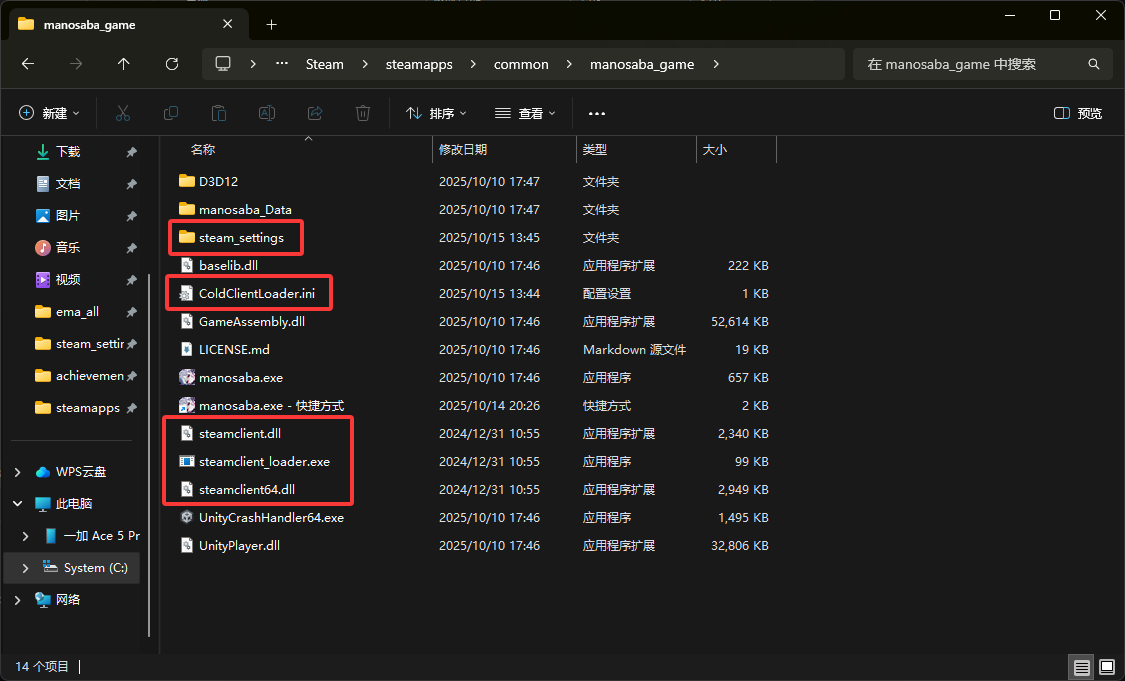 manosaba_game
Steam steamapps common manosaba_game 在 manosaba_game 中搜索
新建 排序 查看 预览
名称 修改日期 类型 大小
下载
文档
图片
音乐
视频
ema_all
steam_settir
achievemen
steamapps
WPS云盘
此电脑
一加 Ace 5 Pr
System (C:)
网络
D3D12 2025/10/10 17:47 文件夹
manosaba_Data 2025/10/10 17:47 文件夹
steam_settings 2025/10/15 13:45 文件夹
baselib.dll 2025/10/10 17:46 应用程序扩展 222 KB
ColdClientLoader.ini 2025/10/15 13:44 配置设置 1 KB
GameAssembly.dll 2025/10/10 17:46 应用程序扩展 52,614 KB
LICENSE.md 2025/10/10 17:46 Markdown 源文件 19 KB
manosaba.exe 2025/10/10 17:46 应用程序 657 KB
manosaba.exe - 快捷方式 2025/10/14 20:26 快捷方式 2 KB
steamclient.dll 2024/12/31 10:55 应用程序扩展 2,340 KB
steamclient_loader.exe 2024/12/31 10:55 应用程序 99 KB
steamclient64.dll 2024/12/31 10:55 应用程序扩展 2,949 KB
UnityCrashHandler64.exe 2025/10/10 17:46 应用程序 1,495 KB
UnityPlayer.dll 2025/10/10 17:46 应用程序扩展 32,806 KB
14 个项目